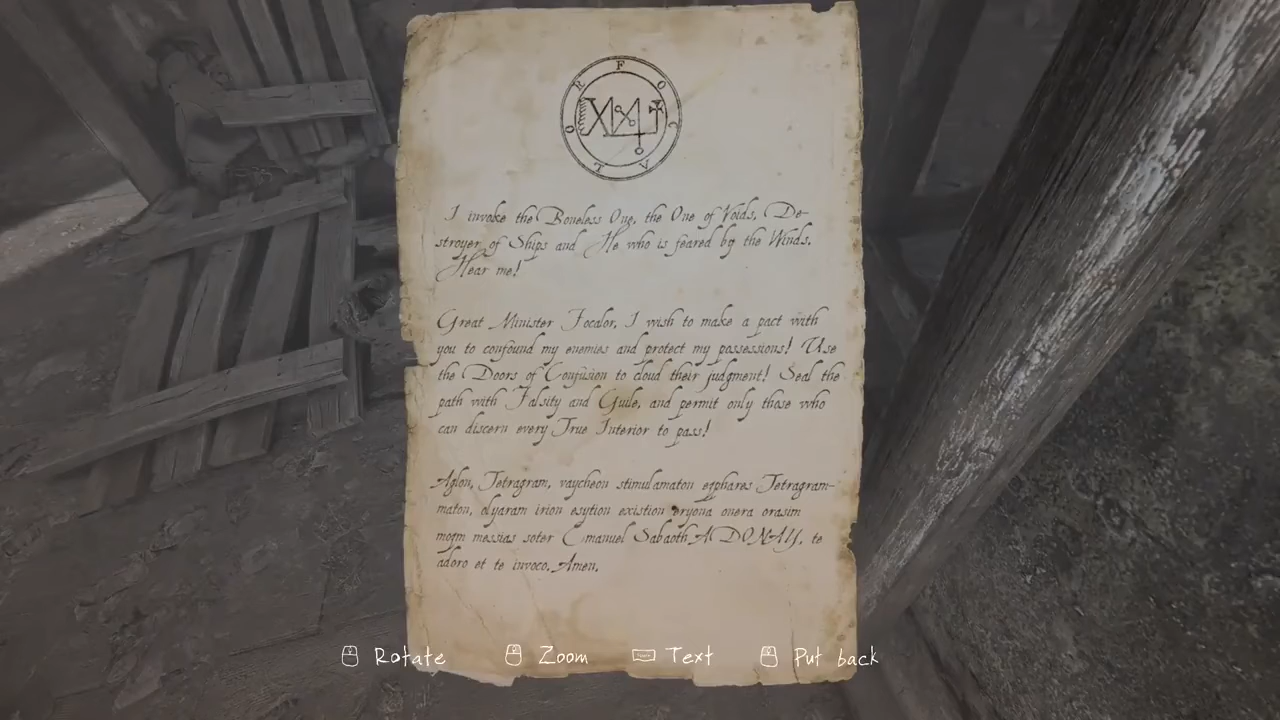 FOCVTOR
I invoke the Boneless One, the One of Voids, De-
stroyer of Ships and He who is feared by the Winds.
Hear me!
Great Minister Focalor, I wish to make a pact with
you to confound my enemies and protect my possessions! Use
the Doors of Confusion to cloud their judgment! Seal the
path with Falsity and Guile, and permit only those who
can discern every True Interior to pass!
Aglon, Tetragram, vaycheon stimulamaton ezphares Tetragram-
maton, olyaram irion esytion existion eryona onera orasim
mozm messias soter Emanuel Sabaoth ADONAY, te
adoro et te invoco. Amen.
Rotate Zoom Text Put back